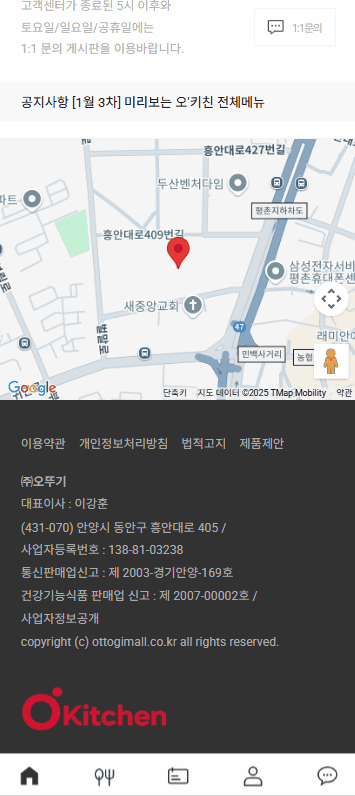 고객센터가 종료된 5시 이후와
토요일/일요일/공휴일에는
1:1 문의 게시판을 이용바랍니다.
1:1문의
공지사항 [1월 3차] 미리보는 오'키친 전체메뉴
흥안대로427번길
두산벤처다임
평촌지하차도
흥안대로409번길
삼성전자서비
평촌휴대폰센
새중앙교회
벌말로
47
래미안
민백사거리
농협
Google
단축키 지도 데이터 ©2025 TMap Mobility 약관
이용약관 개인정보처리방침 법적고지 제품제안
㈜오뚜기
대표이사 : 이강훈
(431-070) 안양시 동안구 흥안대로 405 /
사업자등록번호 : 138-81-03238
통신판매업신고 : 제 2003-경기안양-169호
건강기능식품 판매업 신고 : 제 2007-00002호 /
사업자정보공개
copyright (c) ottogimall.co.kr all rights reserved.
O'Kitchen